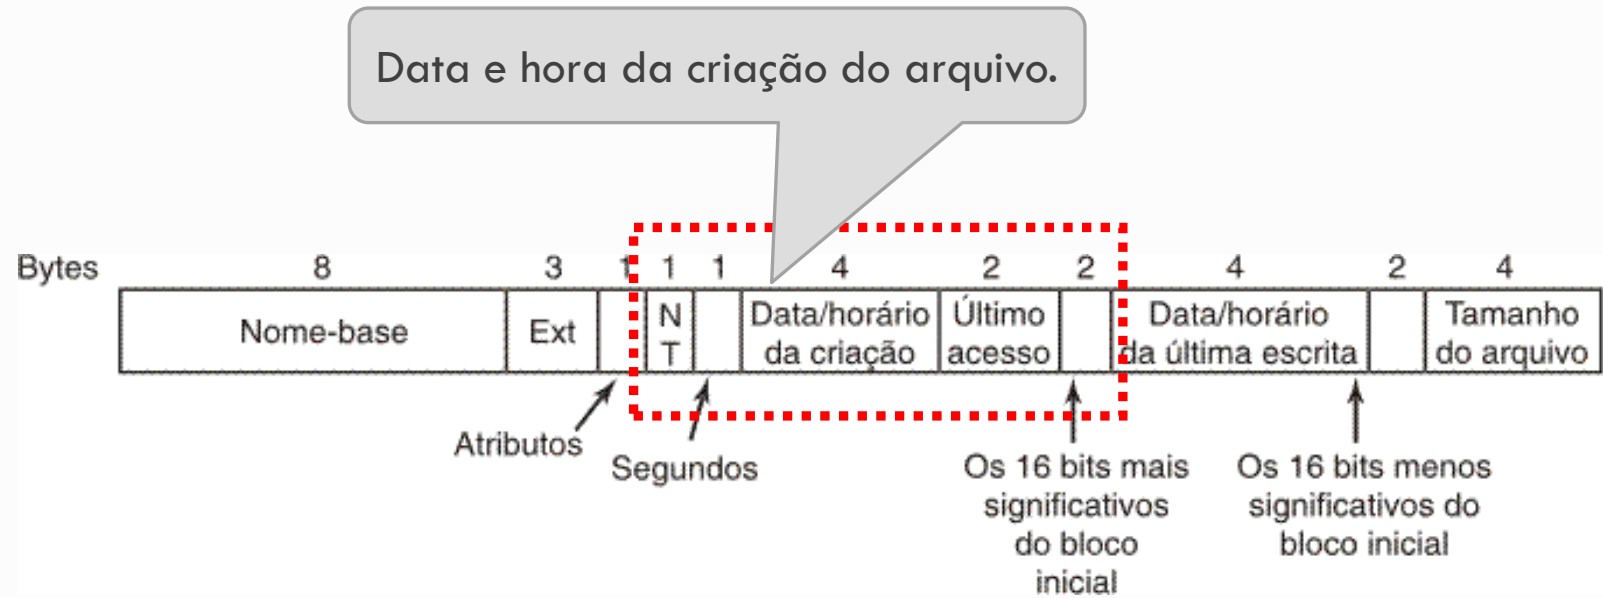 Data e hora da criação do arquivo.
Bytes 8 3 1 1 1 4 2 2 4 2 4
Nome-base
Ext
N
T
Data/horário
da criação
Último
acesso
Data/horário
da última escrita
Tamanho
do arquivo
Atributos
Segundos
Os 16 bits mais
significativos
do bloco
inicial
Os 16 bits menos
significativos do
bloco inicial